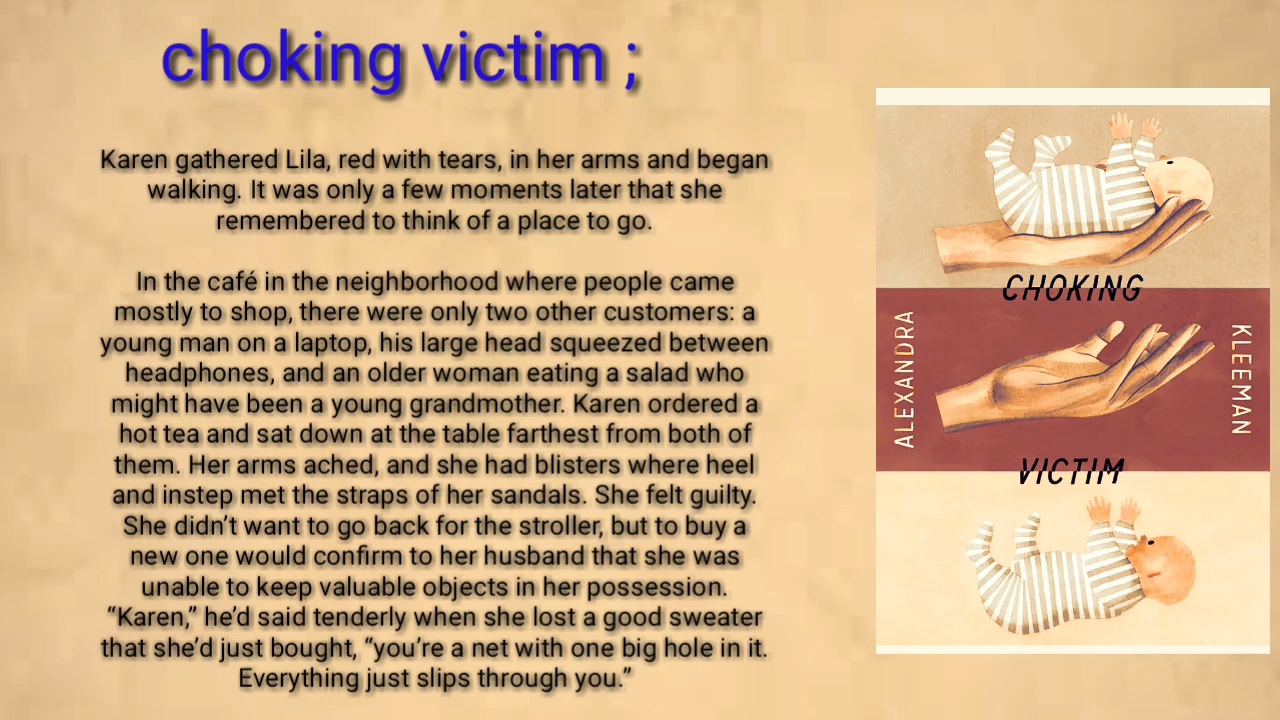 choking victim ;
Karen gathered Lila, red with tears, in her arms and began
walking. It was only a few moments later that she
remembered to think of a place to go.
In the café in the neighborhood where people came
mostly to shop, there were only two other customers: a
young man on a laptop, his large head squeezed between
headphones, and an older woman eating a salad who
might have been a young grandmother. Karen ordered a
hot tea and sat down at the table farthest from both of
them. Her arms ached, and she had blisters where heel
and instep met the straps of her sandals. She felt guilty.
She didn’t want to go back for the stroller, but to buy a
new one would confirm to her husband that she was
unable to keep valuable objects in her possession.
“Karen,” he’d said tenderly when she lost a good sweater
that she’d just bought, “you’re a net with one big hole in it.
Everything just slips through you.”
CHOKING
ALEXANDRA
KLEEMAN
VICTIM